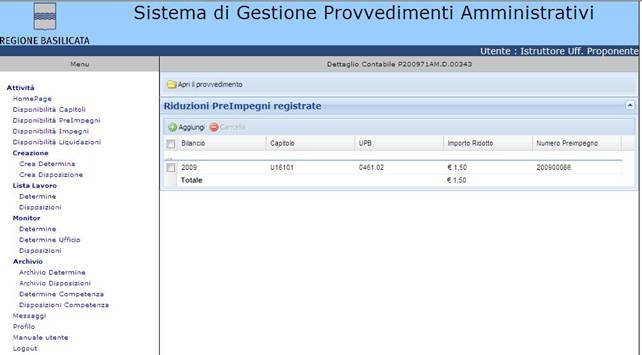 Sistema di Gestione Provvedimenti Amministrativi
REGIONE BASILICATA
Utente : Istruttore Uff. Proponente
Menu
Dettaglio Contabile P200971AM.D.00343
Attività
HomePage
Disponibilità Capitoli
Disponibilità PreImpegni
Disponibilità Impegni
Disponibilità Liquidazioni
Creazione
Crea Determina
Crea Disposizione
Lista Lavoro
Determine
Disposizioni
Monitor
Determine
Determine Ufficio
Disposizioni
Archivio
Archivio Determine
Archivio Disposizioni
Determine Competenza
Disposizioni Competenza
Messaggi
Profilo
Manuale utente
Logout
Apri il provvedimento
Riduzioni PreImpegni registrate
Aggiungi Cancella
Bilancio Capitolo UPB Importo Ridotto Numero Preimpegno
2009 U16101 0461.02 € 1,50 200900066
Totale € 1,50